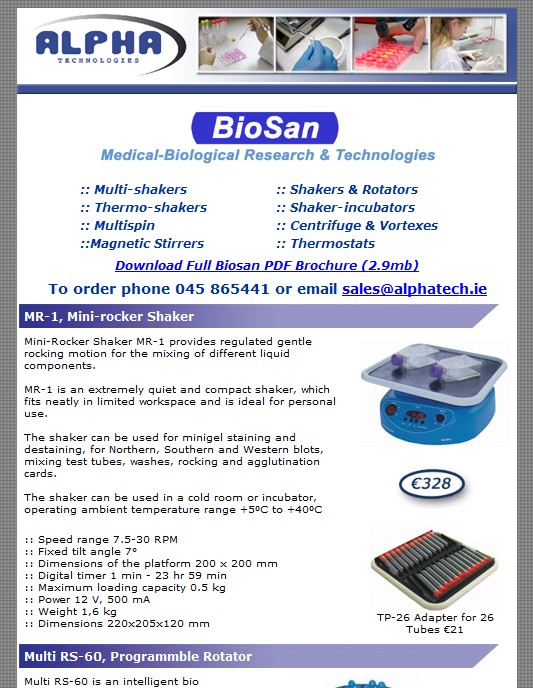 ALPHA
TECHNOLOGIES
BioSan
Medical-Biological Research & Technologies
:: Multi-shakers
:: Shakers & Rotators
:: Thermo-shakers
:: Shaker-incubators
:: Multispin
:: Centrifuge & Vortexes
::Magnetic Stirrers
:: Thermostats
Download Full Biosan PDF Brochure (2.9mb)
To order phone 045 865441 or email sales@alphatech.ie
MR-1, Mini-rocker Shaker
Mini-Rocker Shaker MR-1 provides regulated gentle
rocking motion for the mixing of different liquid
components.
MR-1 is an extremely quiet and compact shaker, which
fits neatly in limited workspace and is ideal for personal
use.
The shaker can be used for minigel staining and
destaining, for Northern, Southern and Western blots,
mixing test tubes, washes, rocking and agglutination
cards.
The shaker can be used in a cold room or incubator,
operating ambient temperature range +5ºC to +40ºC
€328
:: Speed range 7.5-30 RPM
:: Fixed tilt angle 7°
:: Dimensions of the platform 200 x 200 mm
:: Digital timer 1 min - 23 hr 59 min
:: Maximum loading capacity 0.5 kg
:: Power 12 V, 500 mA
:: Weight 1,6 kg
:: Dimensions 220x205x120 mm
TP-26 Adapter for 26
Tubes €21
Multi RS-60, Programmble Rotator
Multi RS-60 is an intelligent bio